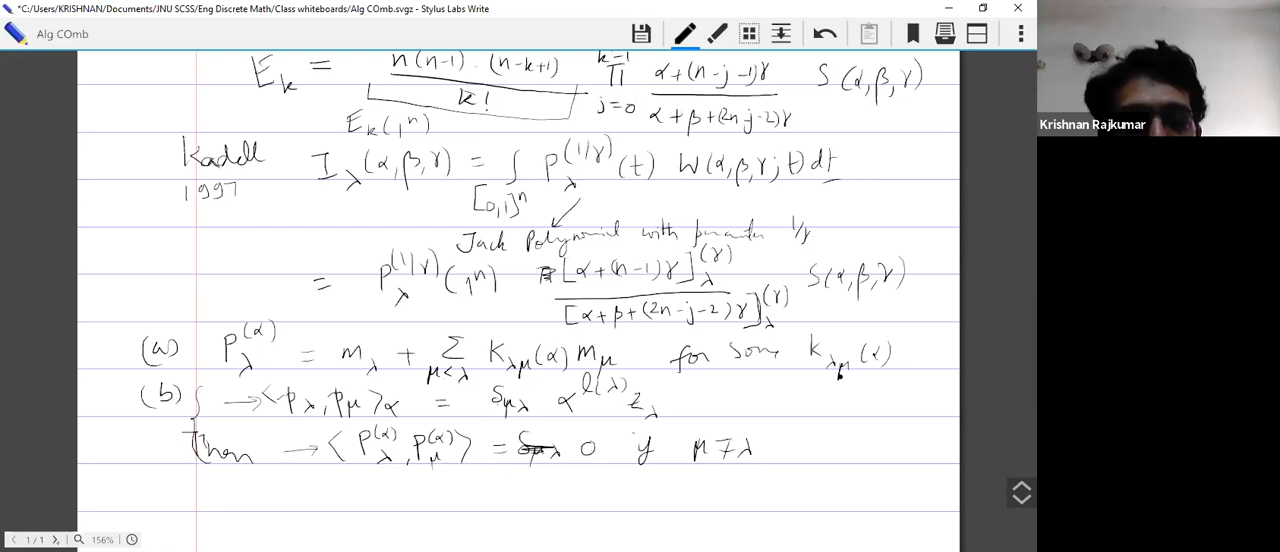 *C:/Users/KRISHNAN/Documents/JNU SCSS/Eng Discrete Math/Class whiteboards/Alg COmb.svgz - Stylus Labs Write
Alg COmb
E_k = n(n-1)..(n-k+1) / k! ∏_{j=0}^{k-1} α+(n-j-1)γ / α+β+(2n-j-2)γ S(α,β,γ)
E_k(1^n)
Krishnan Rajkumar
Kadell 1997 I_λ(α,β,γ) = ∫_{[0,1]^n} P_λ^{(1/γ)}(t) W(α,β,γ;t)dt
Jack Polynomial with parameter 1/γ
= P_λ^{(1/γ)}(1^n) [α+(n-1)γ]_λ^{(γ)} / [α+β+(2n-j-2)γ]_λ^{(γ)} S(α,β,γ)
(a) P_λ^{(α)} = m_λ + Σ_{μ<λ} K_{λμ}(α) m_μ for some K_{λμ}(α)
(b) → <p_λ, p_μ>_α = δ_{μλ} α^{l(λ)} z_λ
Then → <P_λ^{(α)}, P_μ^{(α)}> = 0 if μ≠λ
1/1 156%